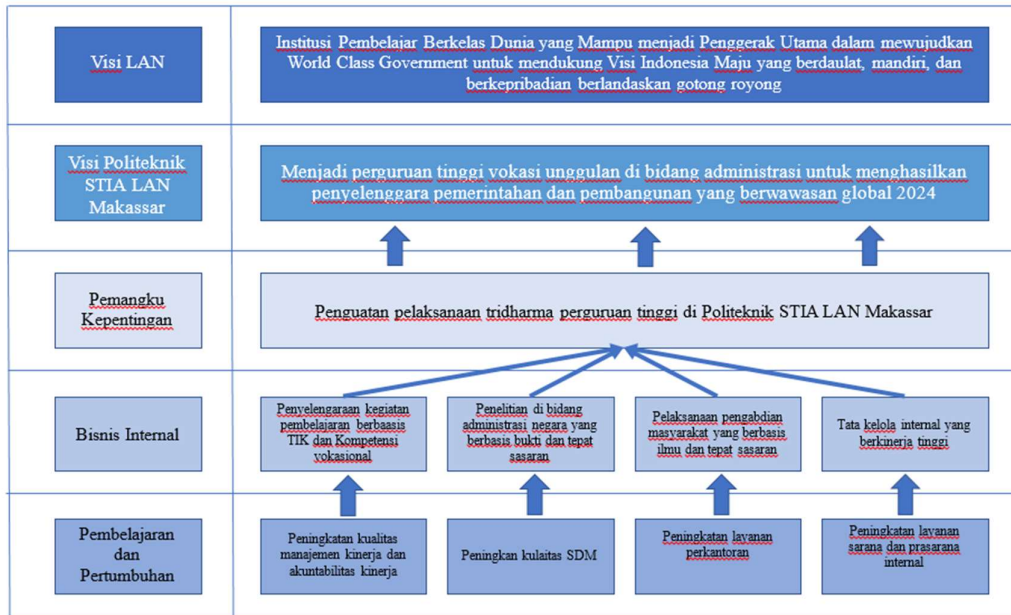 Visi LAN
Institusi Pembelajar Berkelas Dunia yang Mampu menjadi Penggerak Utama dalam mewujudkan
World Class Government untuk mendukung Visi Indonesia Maju yang berdaulat, mandiri, dan
berkepribadian berlandaskan gotong royong
Visi Politeknik
STIA LAN
Makassar
Menjadi perguruan tinggi vokasi unggulan di bidang administrasi untuk menghasilkan
penyelenggara pemerintahan dan pembangunan yang berwawasan global 2024
Pemangku
Kepentingan
Penguatan pelaksanaan tridharma perguruan tinggi di Politeknik STIA LAN Makassar
Bisnis Internal
Penyelengaraan kegiatan
pembelajaran berbaasis
TIK dan Kompetensi
vokasional
Penelitian di bidang
administrasi negara yang
berbasis bukti dan tepat
sasaran
Pelaksanaan pengabdian
masyarakat yang berbasis
ilmu dan tepat sasaran
Tata kelola internal yang
berkinerja tinggi
Pembelajaran
dan
Pertumbuhan
Peningkatan kualitas
manajemen kinerja dan
akuntabilitas kinerja
Peningkan kulaitas SDM
Peningkatan layanan
perkantoran
Peningkatan layanan
sarana dan prasarana
internal